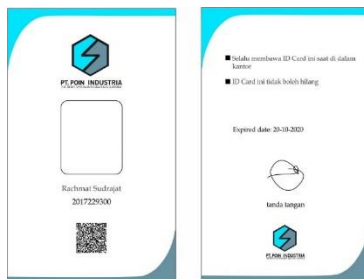 PT. POIN INDUSTRIA
Rachmat Sudrajat
2017229300
Selalu membawa ID Card ini saat di dalam
kantor
ID Card ini tidak boleh hilang
Expired date: 20-10-2020
tanda tangan
PT. POIN INDUSTRIA